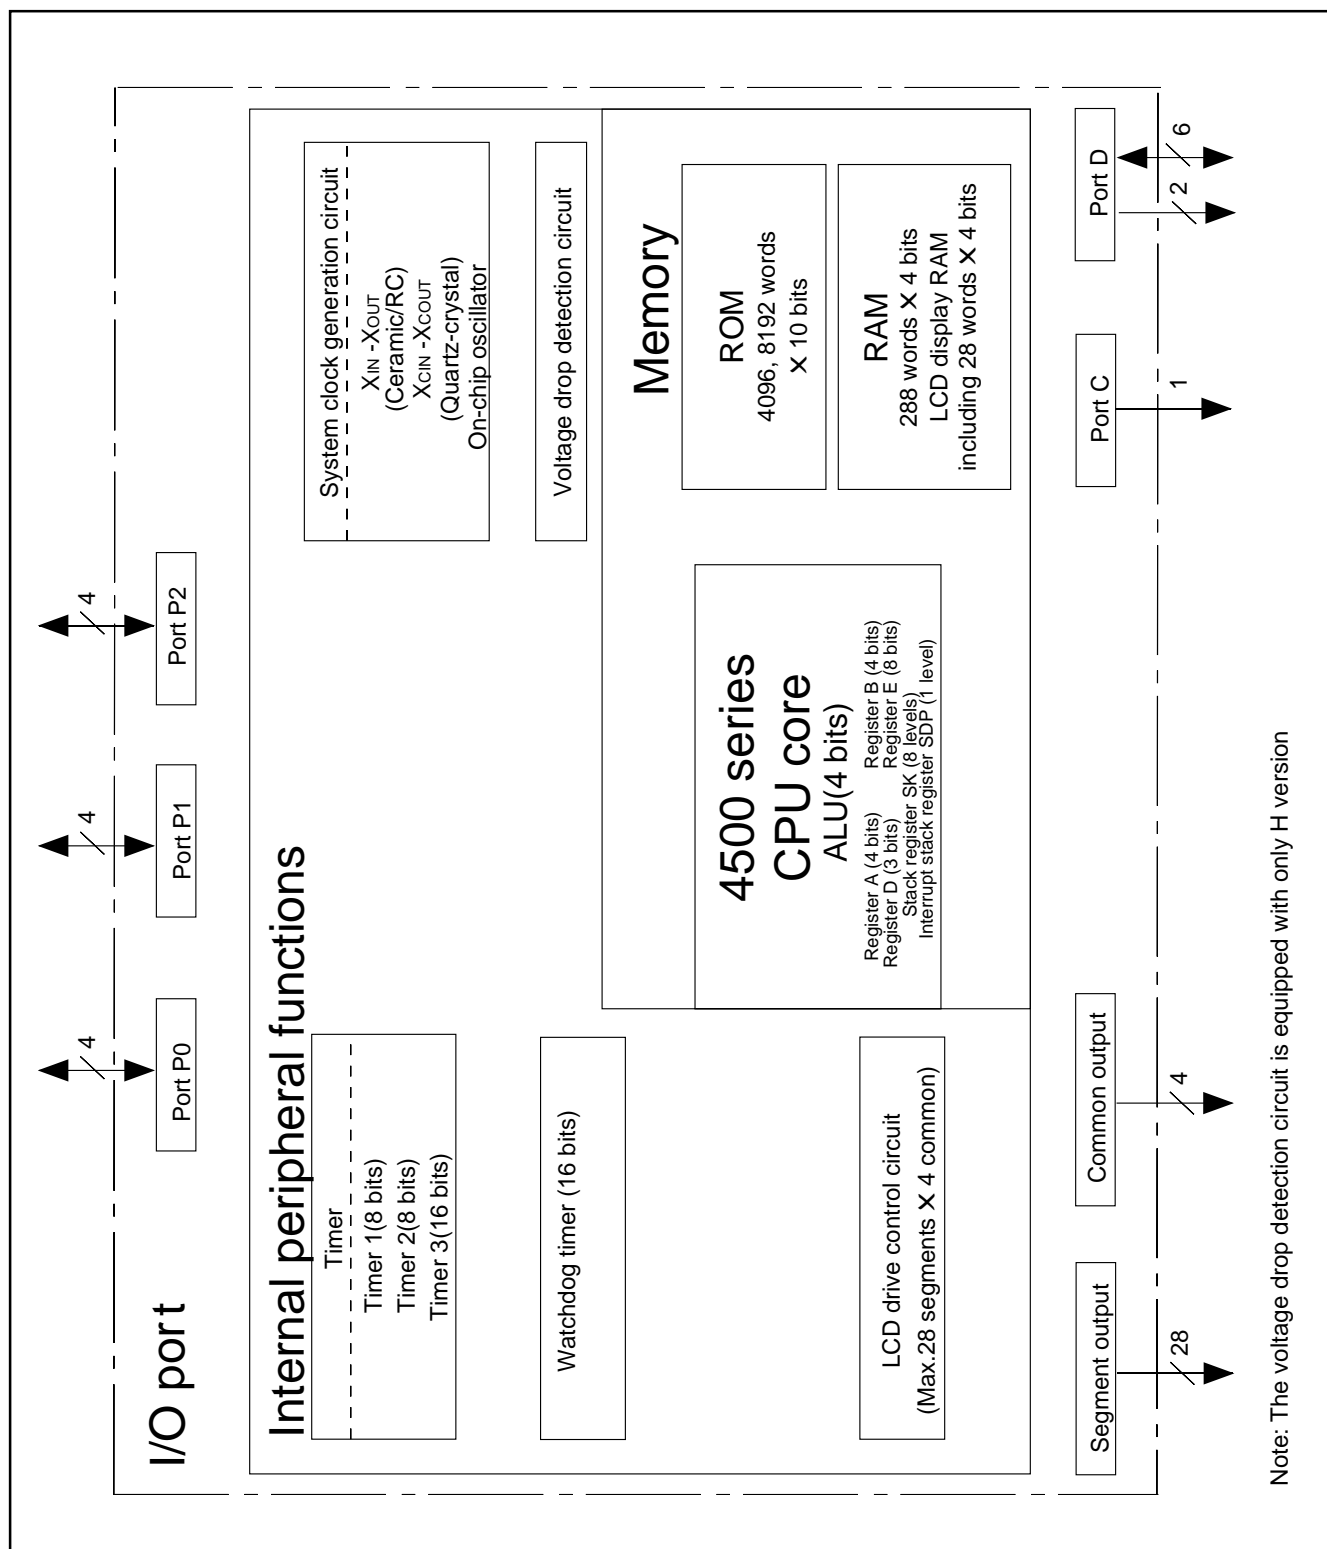 I/O port
4
Port P0
4
Port P1
4
Port P2
Internal peripheral functions
Timer
Timer 1(8 bits)
Timer 2(8 bits)
Timer 3(16 bits)
Watchdog timer (16 bits)
LCD drive control circuit
(Max.28 segments X 4 common)
System clock generation circuit
XIN -XOUT
(Ceramic/RC)
XCIN -XCOUT
(Quartz-crystal)
On-chip oscillator
Voltage drop detection circuit
4500 series
CPU core
ALU(4 bits)
Register A (4 bits) Register B (4 bits)
Register D (3 bits) Register E (8 bits)
Stack register SK (8 levels)
Interrupt stack register SDP (1 level)
Memory
ROM
4096, 8192 words
X 10 bits
RAM
288 words X 4 bits
LCD display RAM
including 28 words X 4 bits
Segment output
28
Common output
4
Port C
1
Port D
2
6
Note: The voltage drop detection circuit is equipped with only H version